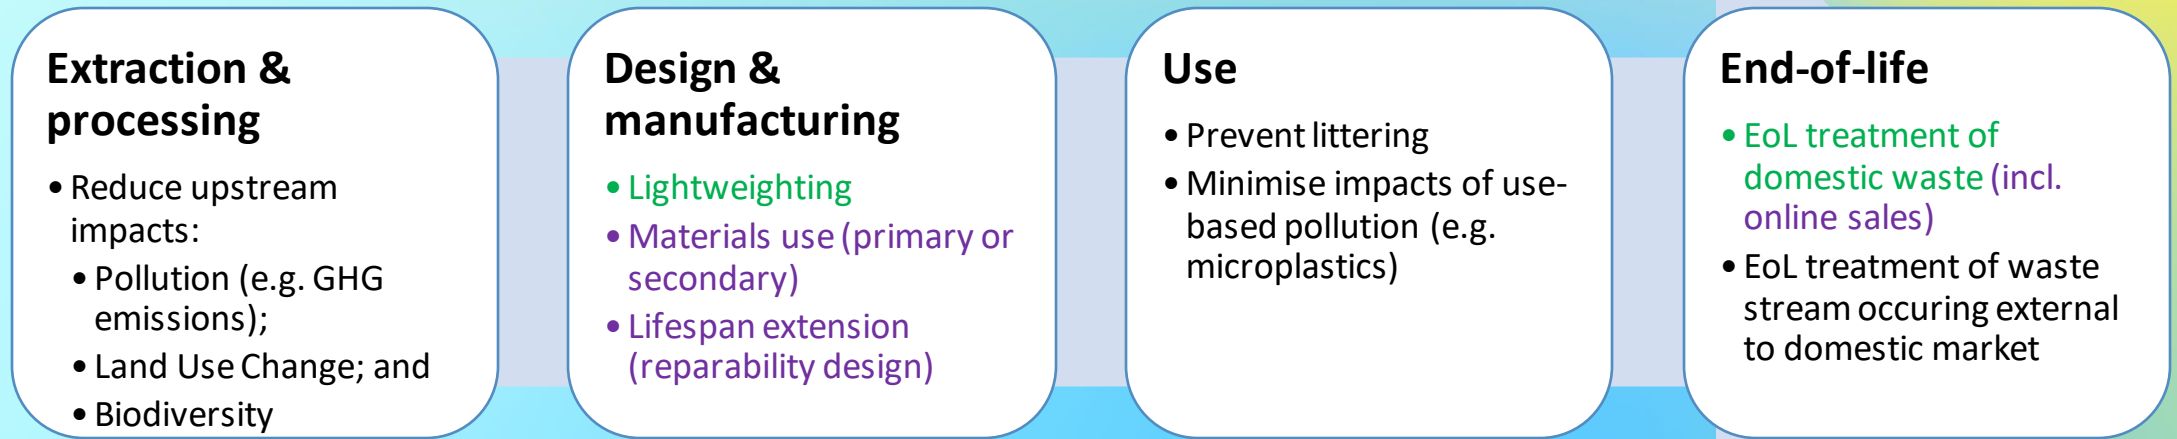 Extraction &
processing
• Reduce upstream
impacts:
• Pollution (e.g. GHG
emissions);
• Land Use Change; and
• Biodiversity
Design &
manufacturing
• Lightweighting
• Materials use (primary or
secondary)
• Lifespan extension
(reparability design)
Use
• Prevent littering
• Minimise impacts of use-
based pollution (e.g.
microplastics)
End-of-life
• EoL treatment of
domestic waste (incl.
online sales)
• EoL treatment of waste
stream occuring external
to domestic market